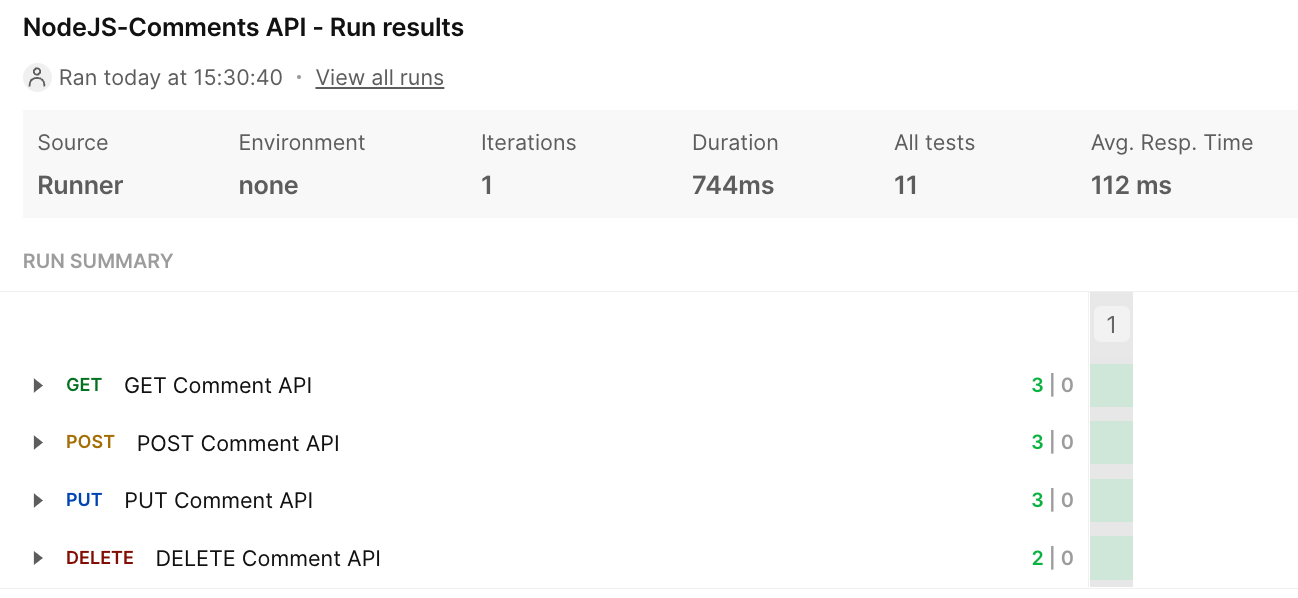 NodeJS-Comments API - Run results
Ran today at 15:30:40 · View all runs
Source Environment Iterations Duration All tests Avg. Resp. Time
Runner none 1 744ms 11 112 ms
RUN SUMMARY
1
GET GET Comment API 3 | 0
POST POST Comment API 3 | 0
PUT PUT Comment API 3 | 0
DELETE DELETE Comment API 2 | 0